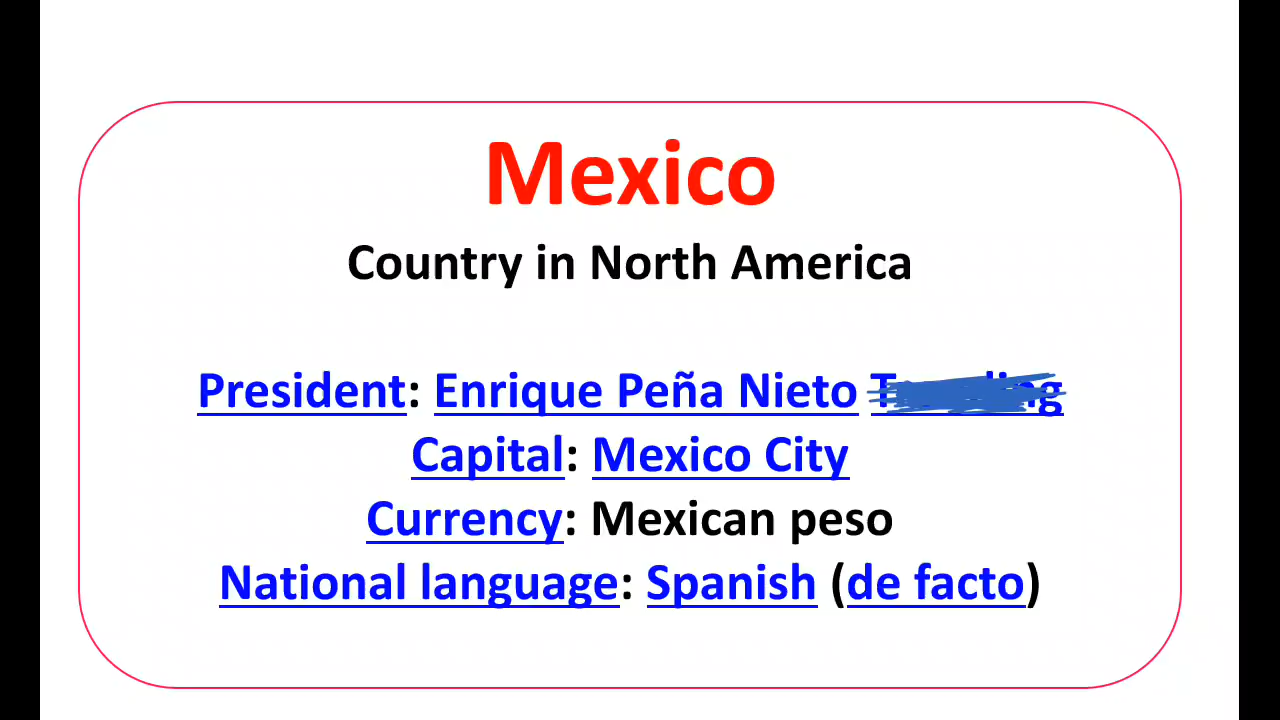 Mexico
Country in North America
President: Enrique Peña Nieto
Capital: Mexico City
Currency: Mexican peso
National language: Spanish (de facto)